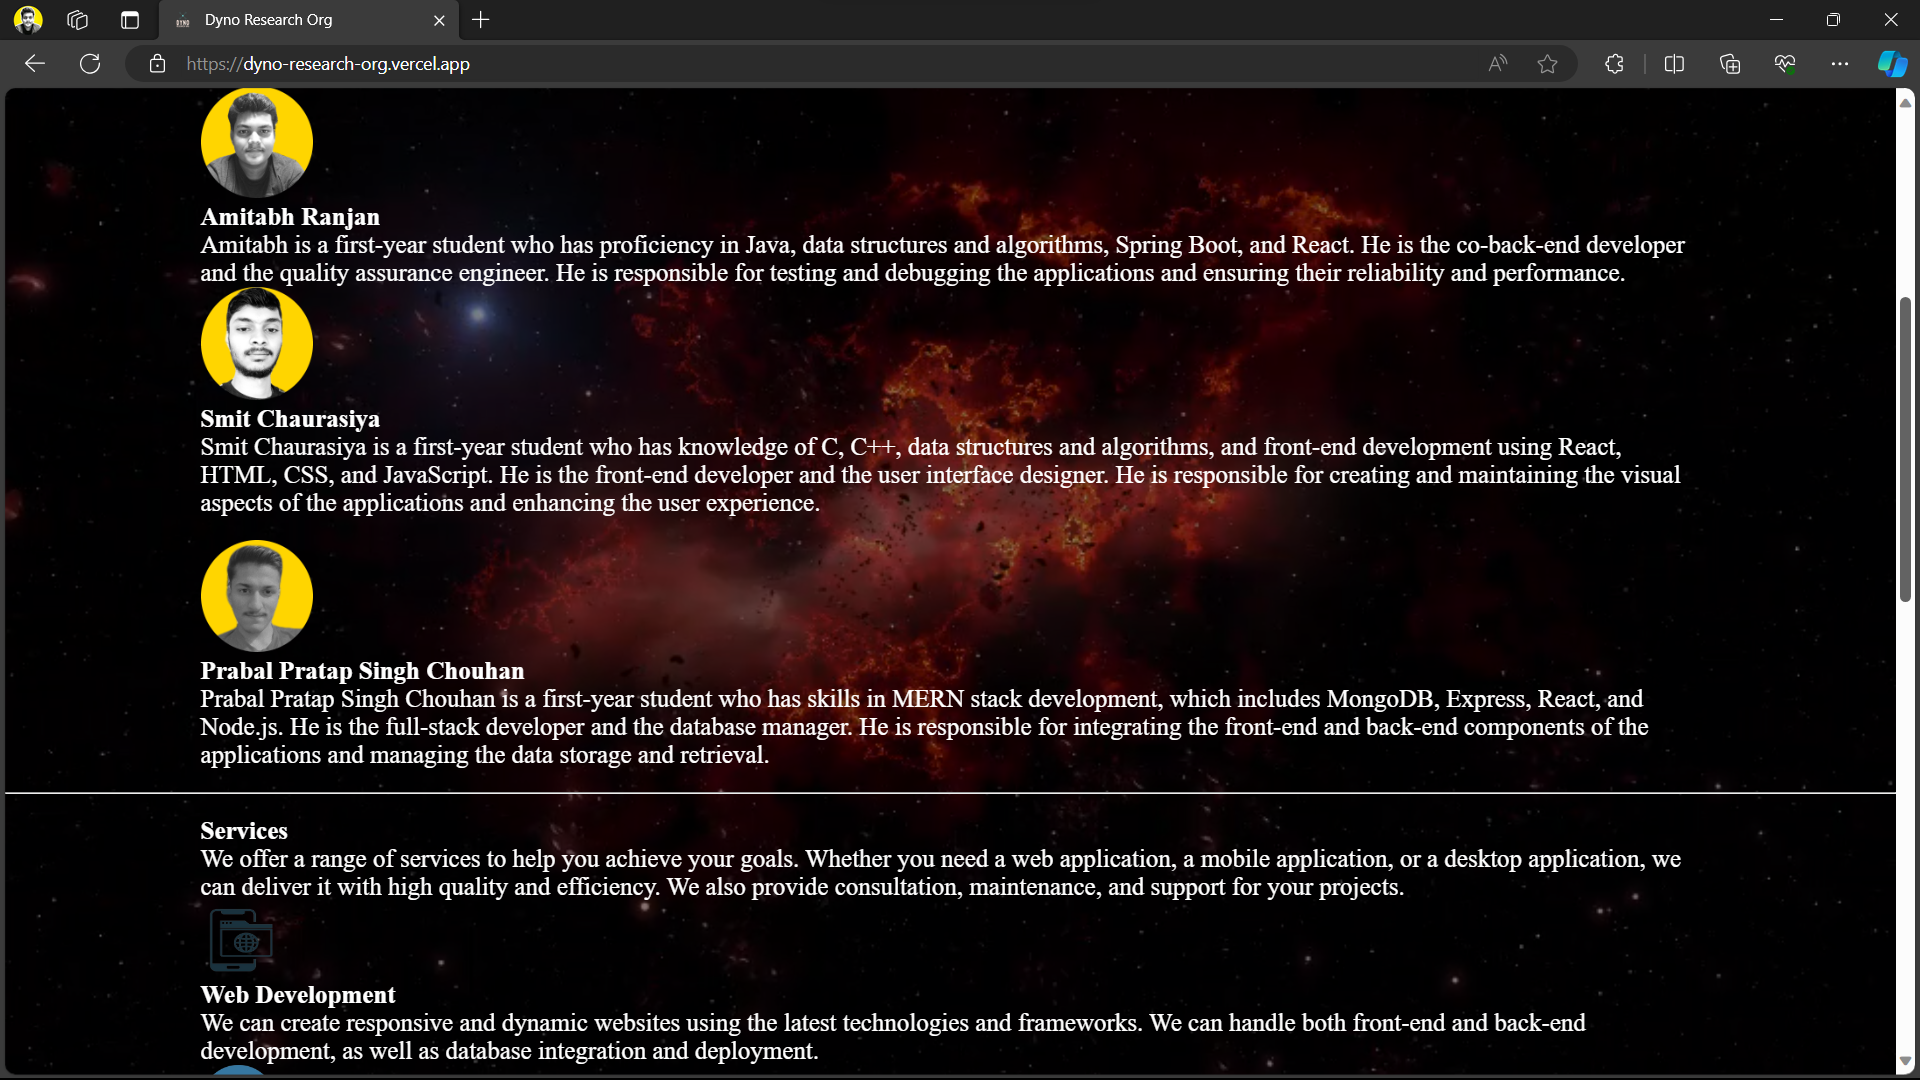 Dyno Research Org
https://dyno-research-org.vercel.app
Amitabh Ranjan
Amitabh is a first-year student who has proficiency in Java, data structures and algorithms, Spring Boot, and React. He is the co-back-end developer
and the quality assurance engineer. He is responsible for testing and debugging the applications and ensuring their reliability and performance.
Smit Chaurasiya
Smit Chaurasiya is a first-year student who has knowledge of C, C++, data structures and algorithms, and front-end development using React,
HTML, CSS, and JavaScript. He is the front-end developer and the user interface designer. He is responsible for creating and maintaining the visual
aspects of the applications and enhancing the user experience.
Prabal Pratap Singh Chouhan
Prabal Pratap Singh Chouhan is a first-year student who has skills in MERN stack development, which includes MongoDB, Express, React, and
Node.js. He is the full-stack developer and the database manager. He is responsible for integrating the front-end and back-end components of the
applications and managing the data storage and retrieval.
Services
We offer a range of services to help you achieve your goals. Whether you need a web application, a mobile application, or a desktop application, we
can deliver it with high quality and efficiency. We also provide consultation, maintenance, and support for your projects.
Web Development
We can create responsive and dynamic websites using the latest technologies and frameworks. We can handle both front-end and back-end
development, as well as database integration and deployment.